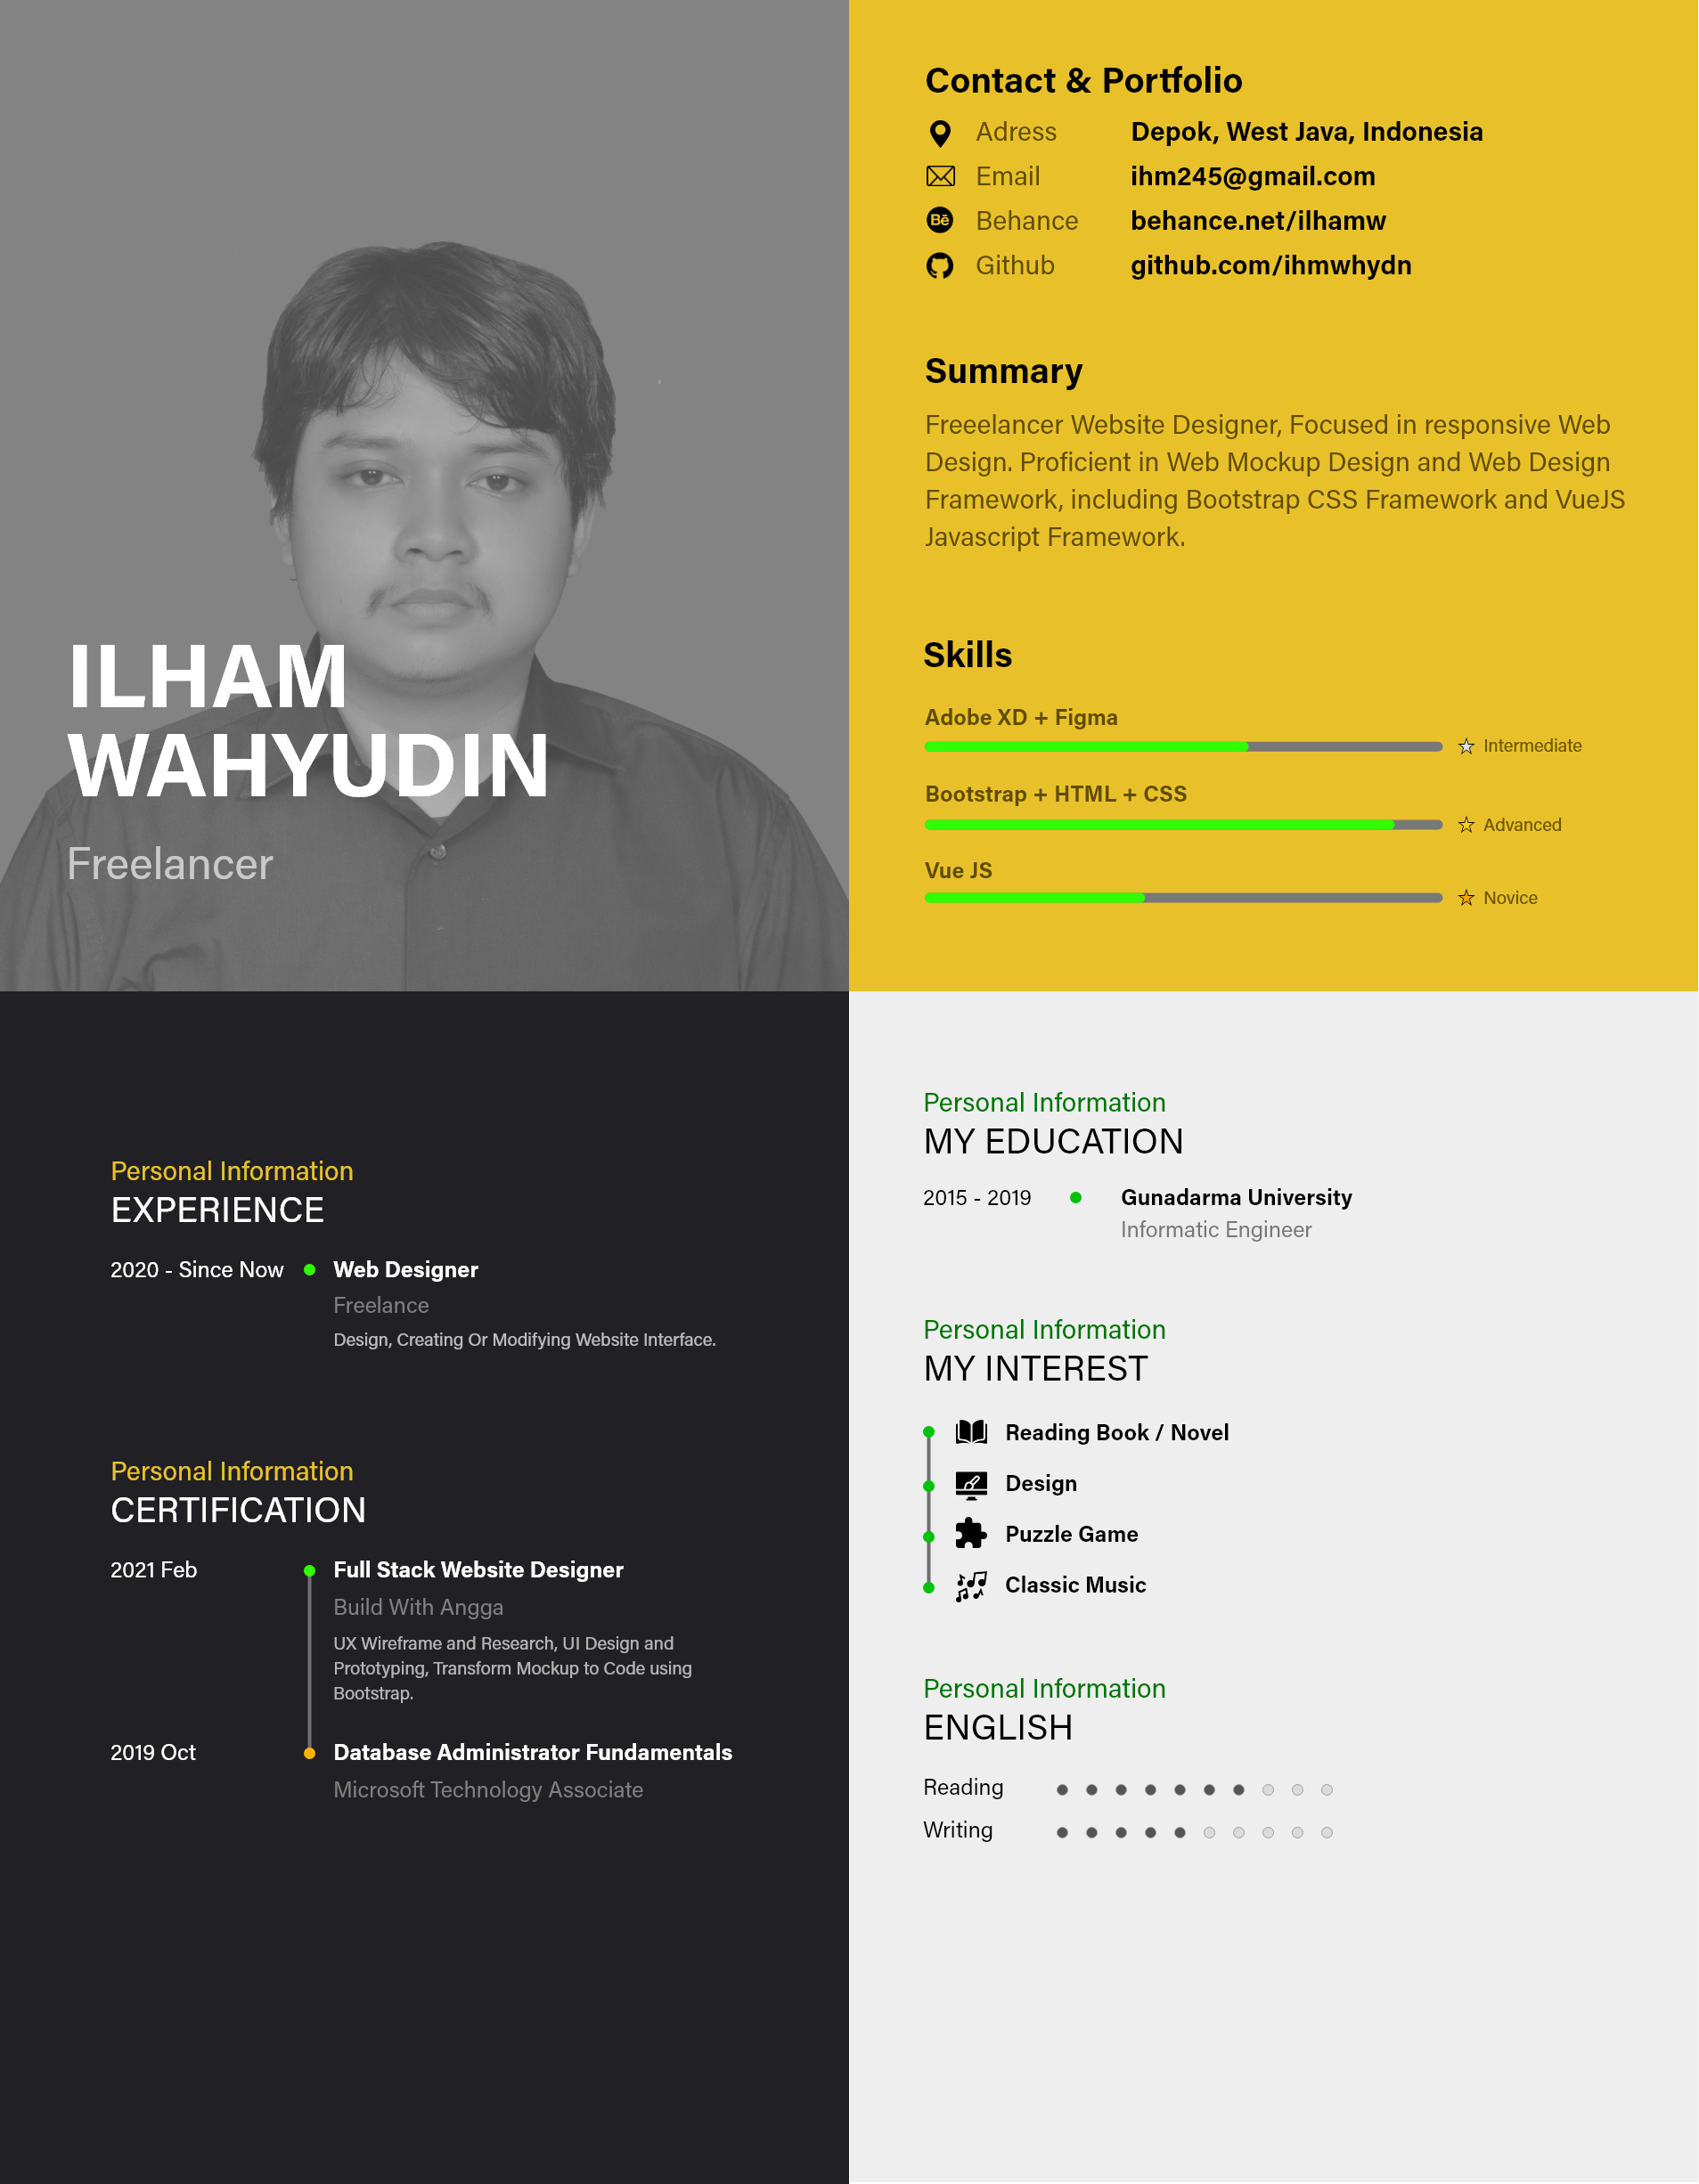 ILHAM
WAHYUDIN
Freelancer
Contact & Portfolio
Adress Depok, West Java, Indonesia
Email ihm245@gmail.com
Bē Behance behance.net/ilhamw
Github github.com/ihmwhydn
Summary
Freeelancer Website Designer, Focused in responsive Web
Design. Proficient in Web Mockup Design and Web Design
Framework, including Bootstrap CSS Framework and VueJS
Javascript Framework.
Skills
Adobe XD + Figma
Intermediate
Bootstrap + HTML + CSS
Advanced
Vue JS
Novice
Personal Information
EXPERIENCE
2020 - Since Now Web Designer
Freelance
Design, Creating Or Modifying Website Interface.
Personal Information
CERTIFICATION
2021 Feb Full Stack Website Designer
Build With Angga
UX Wireframe and Research, UI Design and
Prototyping, Transform Mockup to Code using
Bootstrap.
2019 Oct Database Administrator Fundamentals
Microsoft Technology Associate
Personal Information
MY EDUCATION
2015 - 2019 Gunadarma University
Informatic Engineer
Personal Information
MY INTEREST
Reading Book / Novel
Design
Puzzle Game
Classic Music
Personal Information
ENGLISH
Reading
Writing